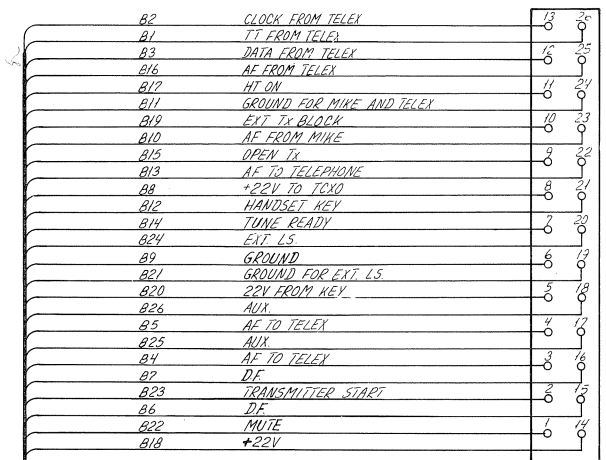 B2 CLOCK FROM TELEX 13 26
B1 TT FROM TELEX
B3 DATA FROM TELEX 12 25
B16 AF FROM TELEX
B17 HT ON 11 24
B11 GROUND FOR MIKE AND TELEX
B19 EXT TX BLOCK 10 23
B10 AF FROM MIKE
B15 OPEN TX 9 22
B13 AF TO TELEPHONE
B8 +22V TO TCXO 8 21
B12 HANDSET KEY
B14 TUNE READY 7 20
B24 EXT. LS.
B9 GROUND 6 19
B21 GROUND FOR EXT. LS.
B20 22V FROM KEY 5 18
B26 AUX.
B5 AF TO TELEX 4 17
B25 AUX.
B4 AF TO TELEX 3 16
B7 D.F.
B23 TRANSMITTER START 2 15
B6 D.F.
B22 MUTE 1 14
B18 +22V